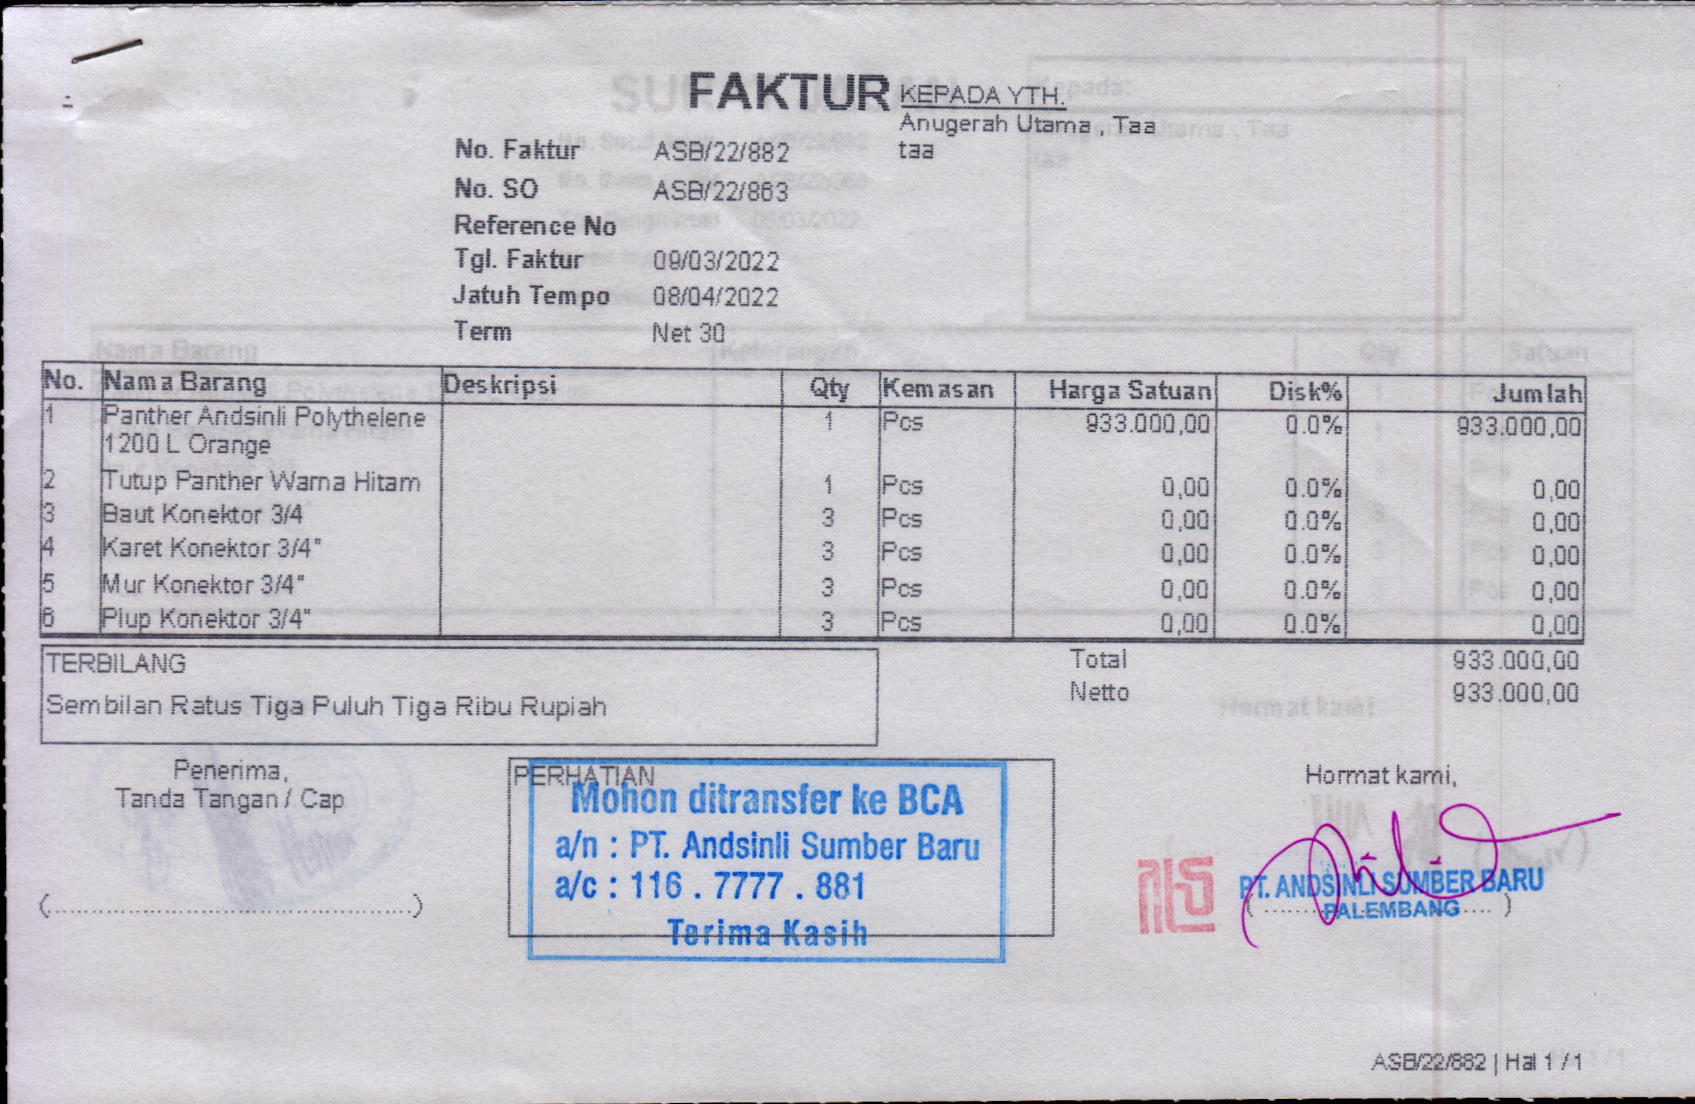 FAKTUR
KEPADA YTH.
Anugerah Utama , Taa
taa
No. Faktur ASB/22/882
No. SO ASB/22/863
Reference No
Tgl. Faktur 09/03/2022
Jatuh Tempo 08/04/2022
Term Net 30
No. Nama Barang Deskripsi Qty Kemasan Harga Satuan Disk% Jumlah
1 Panther Andsinli Polythelene 1 Pcs 933.000,00 0.0% 933.000,00
1200 L Orange
2 Tutup Panther Warna Hitam 1 Pcs 0,00 0.0% 0,00
3 Baut Konektor 3/4 3 Pcs 0,00 0.0% 0,00
4 Karet Konektor 3/4" 3 Pcs 0,00 0.0% 0,00
5 Mur Konektor 3/4" 3 Pcs 0,00 0.0% 0,00
6 Plup Konektor 3/4" 3 Pcs 0,00 0.0% 0,00
TERBILANG
Sembilan Ratus Tiga Puluh Tiga Ribu Rupiah
Total 933.000,00
Netto 933.000,00
Penerima,
Tanda Tangan / Cap
(..............................................)
PERHATIAN
Mohon ditransfer ke BCA
a/n : PT. Andsinli Sumber Baru
a/c : 116 . 7777 . 881
Terima Kasih
Hormat kami,
PT. ANDSINLI SUMBER BARU
PALEMBANG
ASB/22/882 | Hal 1 / 1